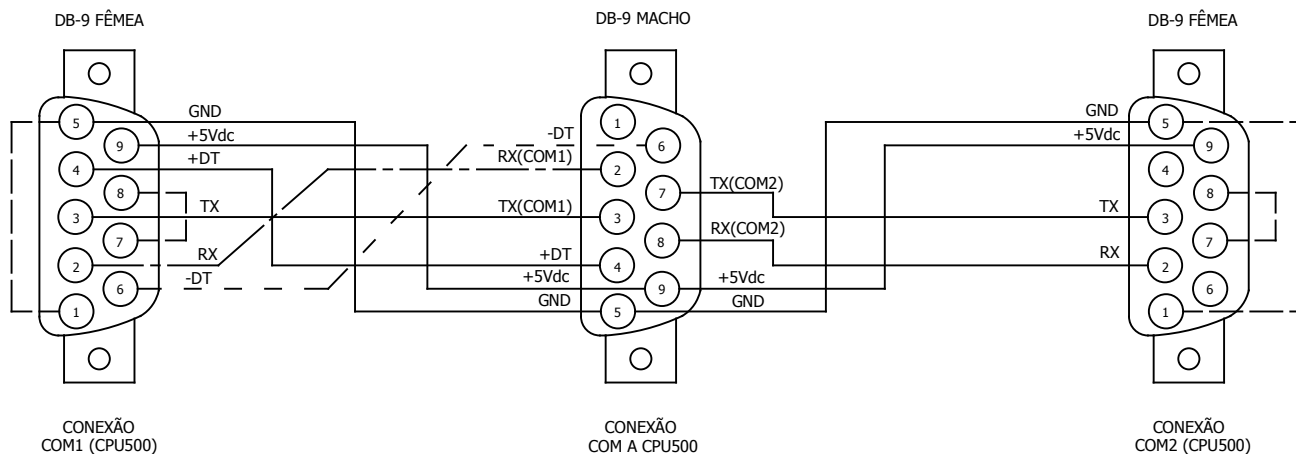 DB-9 FÊMEA
DB-9 MACHO
DB-9 FÊMEA
5
GND
9
+5Vdc
4
+DT
8
3
TX
7
2
RX
6
-DT
1
CONEXÃO
COM1 (CPU500)
1
-DT
6
RX(COM1)
2
7
TX(COM2)
TX(COM1)
3
8
RX(COM2)
+DT
4
+5Vdc
9
+5Vdc
GND
5
GND
CONEXÃO
COM A CPU500
GND
5
+5Vdc
9
4
8
TX
3
7
RX
2
6
1
CONEXÃO
COM2 (CPU500)